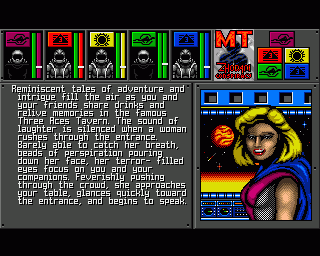 MT
Reminiscent tales of adventure and
intrigue fill the air as you and
your friends share drinks and
relive memories in the famous
Three Aces Tavern. The sound of
laughter is silenced when a woman
rushes through the entrance.
Barely able to catch her breath,
beads of perspiration pouring
down her face, her terror- filled
eyes focus on you and your
companions. Feverishly pushing
through the crowd, she approaches
your table, glances quickly toward
the entrance, and begins to speak.